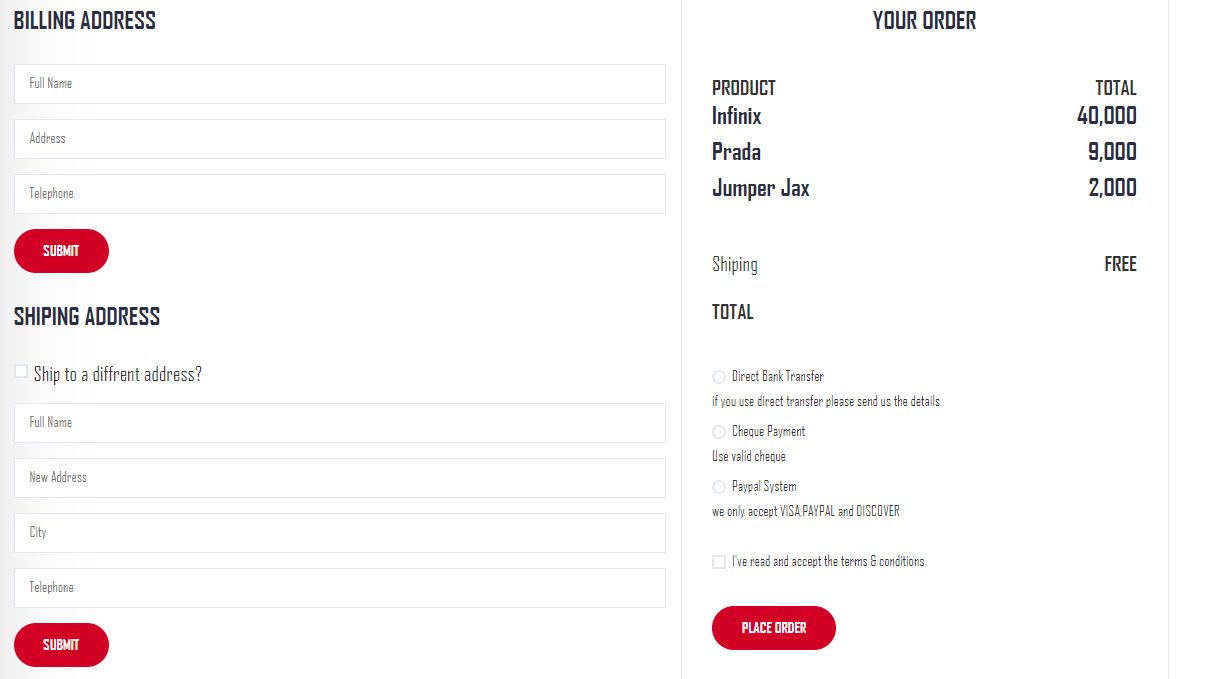 BILLING ADDRESS
Full Name
Address
Telephone
SUBMIT
SHIPING ADDRESS
Ship to a diffrent address?
Full Name
New Address
City
Telephone
SUBMIT
YOUR ORDER
PRODUCT TOTAL
Infinix 40,000
Prada 9,000
Jumper Jax 2,000
Shiping FREE
TOTAL
Direct Bank Transfer
if you use direct transfer please send us the details
Cheque Payment
Use valid cheque
Paypal System
we only accept VISA,PAYPAL and DISCOVER
I've read and accept the terms & conditions
PLACE ORDER